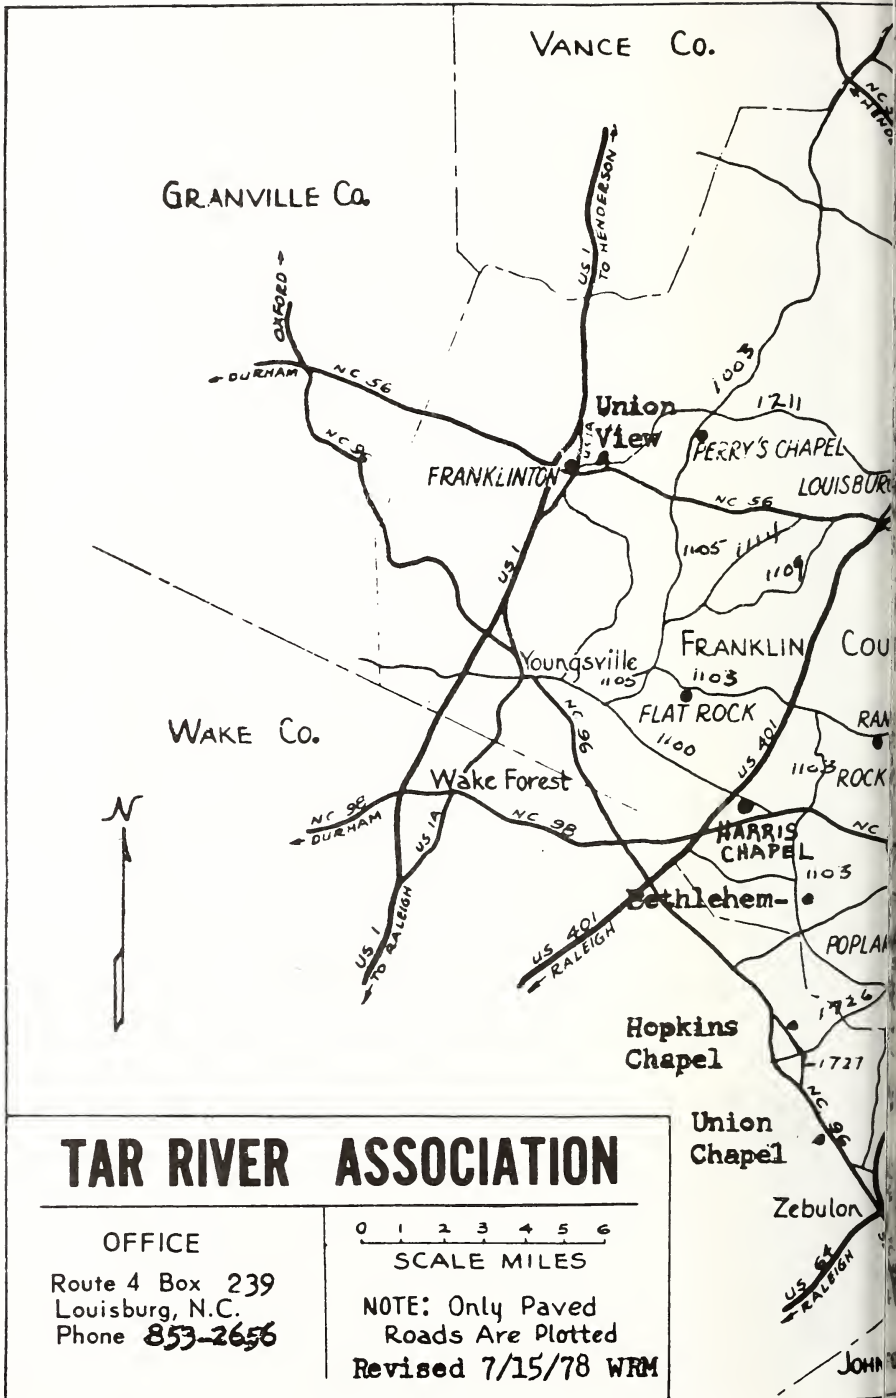 VANCE Co.
GRANVILLE Co.
US 1
TO HENDERSON
OXFORD
DURHAM
NC 56
NC 96
1003
1211
Union
View
US 1A
PERRY'S CHAPEL
FRANKLINTON
NC 56
1105
1114
1109
US 1
FRANKLIN
Youngsville
1105
1103
FLAT ROCK
1100
US 401
WAKE Co.
NC 96
1103
ROCK
N
Wake Forest
NC 98
DURHAM
US 1A
NC 98
HARRIS
CHAPEL
NC
1103
Bethlehem-
US 1
TO RALEIGH
US 401
RALEIGH
1726
Hopkins
Chapel
1727
NC 96
Union
Chapel
Zebulon
US 64
RALEIGH
TAR RIVER ASSOCIATION
OFFICE
Route 4 Box 239
Louisburg, N.C.
Phone 853-2656
0 1 2 3 4 5 6
SCALE MILES
NOTE: Only Paved
Roads Are Plotted
Revised 7/15/78 WRM